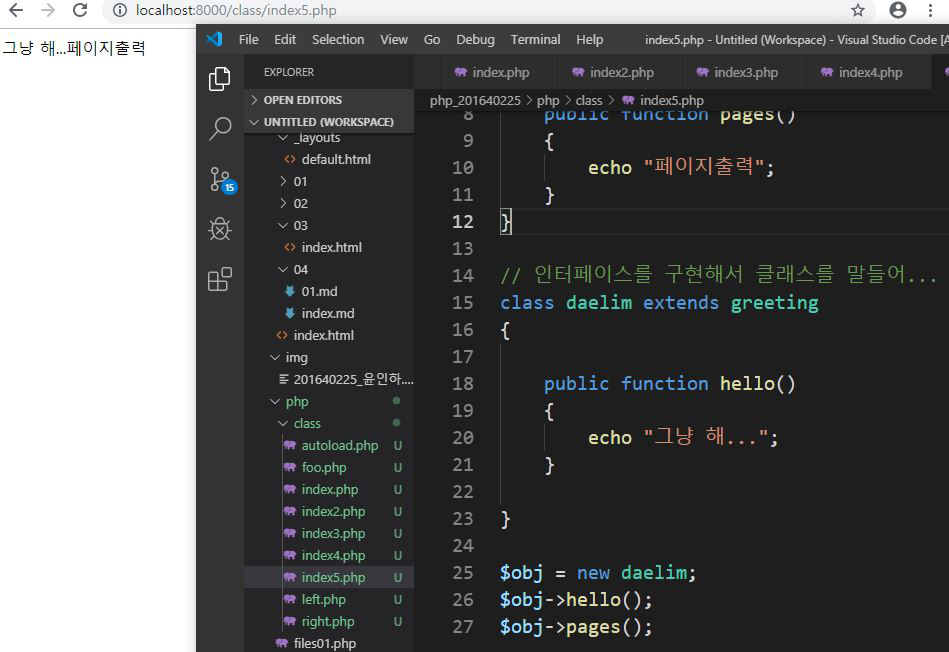 localhost:8000/class/index5.php
그냥 해...페이지출력
File Edit Selection View Go Debug Terminal Help index5.php - Untitled (Workspace) - Visual Studio Code [A
EXPLORER
index.php index2.php index3.php index4.php
OPEN EDITORS
UNTITLED (WORKSPACE)
_layouts
default.html
01
02
03
index.html
04
01.md
index.md
index.html
img
201640225_윤인하....
php
class
autoload.php U
foo.php U
index.php U
index2.php U
index3.php U
index4.php U
index5.php U
left.php U
right.php U
files01.php
15
php_201640225 > php > class > index5.php
8 public function pages()
9 {
10 echo "페이지출력";
11 }
12 }
13
14 // 인터페이스를 구현해서 클래스를 말들어...
15 class daelim extends greeting
16 {
17
18 public function hello()
19 {
20 echo "그냥 해...";
21 }
22
23 }
24
25 $obj = new daelim;
26 $obj->hello();
27 $obj->pages();